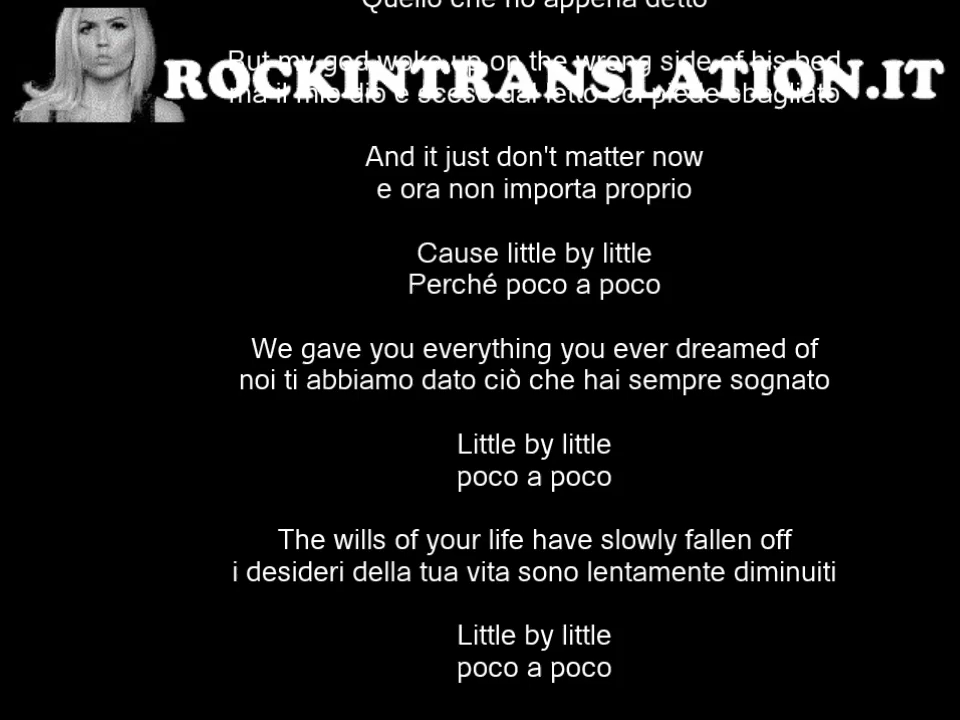 Quello che ho appena detto
ROCKINTRANSLATION.IT
But my god woke up on the wrong side of his bed
ma il mio dio è sceso dal letto col piede sbagliato
And it just don't matter now
e ora non importa proprio
Cause little by little
Perché poco a poco
We gave you everything you ever dreamed of
noi ti abbiamo dato ciò che hai sempre sognato
Little by little
poco a poco
The wills of your life have slowly fallen off
i desideri della tua vita sono lentamente diminuiti
Little by little
poco a poco